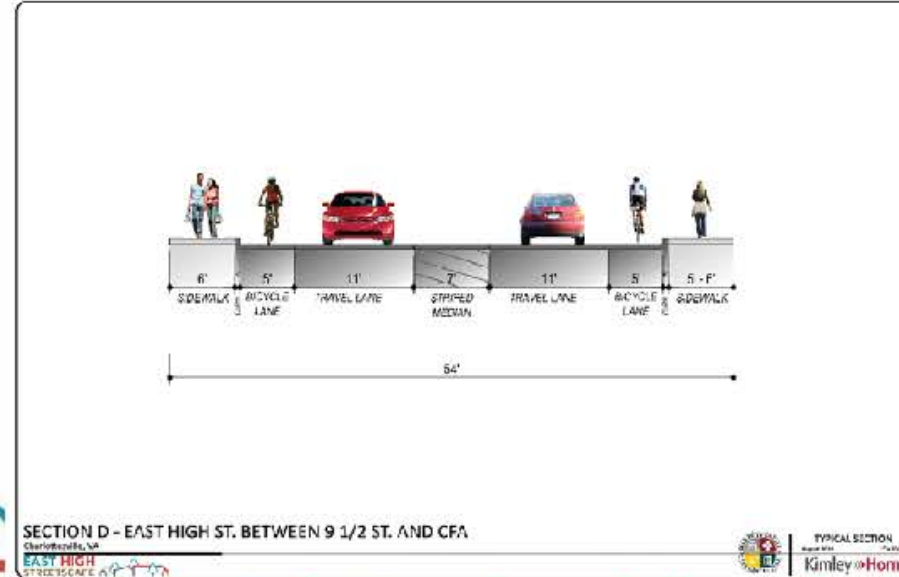 6' 5' 11' 7' 11' 5' 5 - 6'
SIDEWALK BICYCLE LANE TRAVEL LANE STRIPED MEDIAN TRAVEL LANE BICYCLE LANE SIDEWALK
54'
SECTION D - EAST HIGH ST. BETWEEN 9 1/2 ST. AND CFA
Charlottesville, VA
EAST HIGH
STREETSCAPE
TYPICAL SECTION
Kimley»Horn